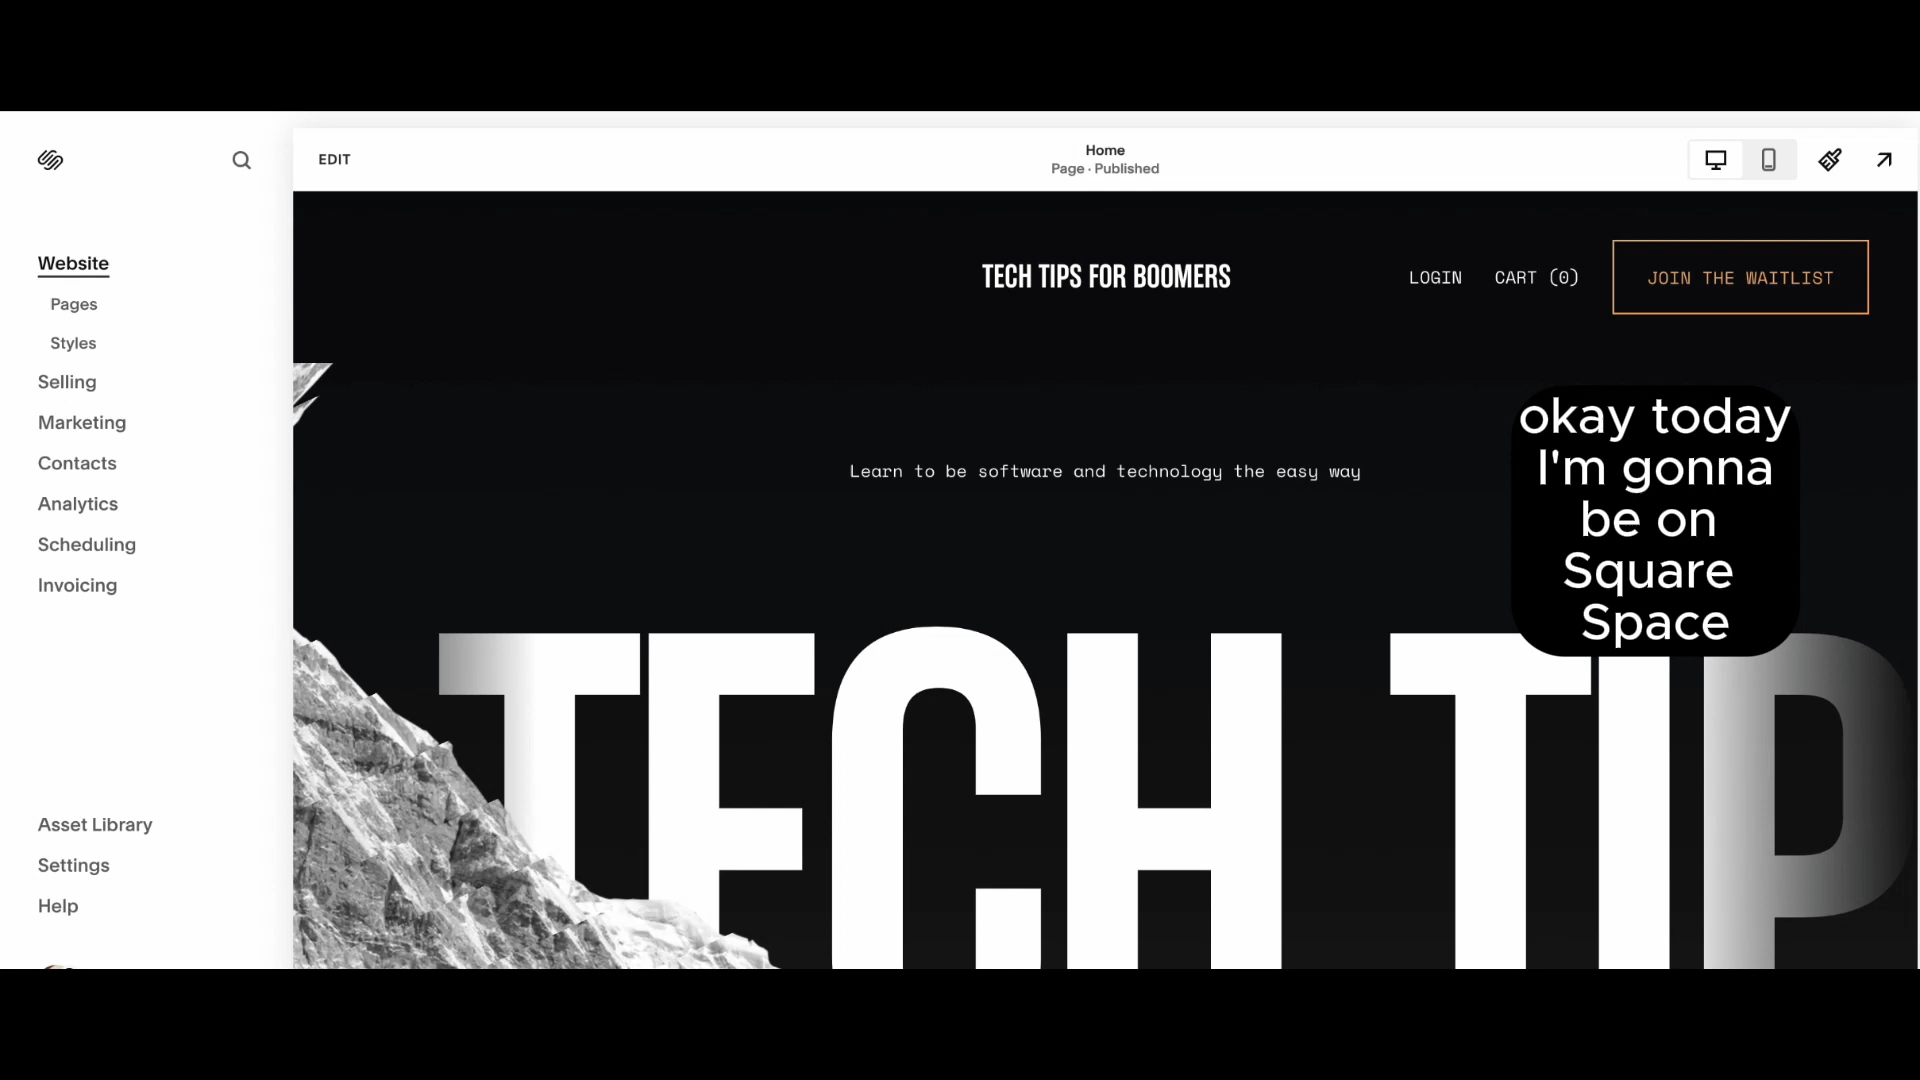 EDIT
Home
Page · Published
Website
Pages
Styles
Selling
Marketing
Contacts
Analytics
Scheduling
Invoicing
Asset Library
Settings
Help
TECH TIPS FOR BOOMERS
LOGIN CART (0) JOIN THE WAITLIST
Learn to be software and technology the easy way
okay today
I'm gonna
be on
Square
Space
TECH TIP